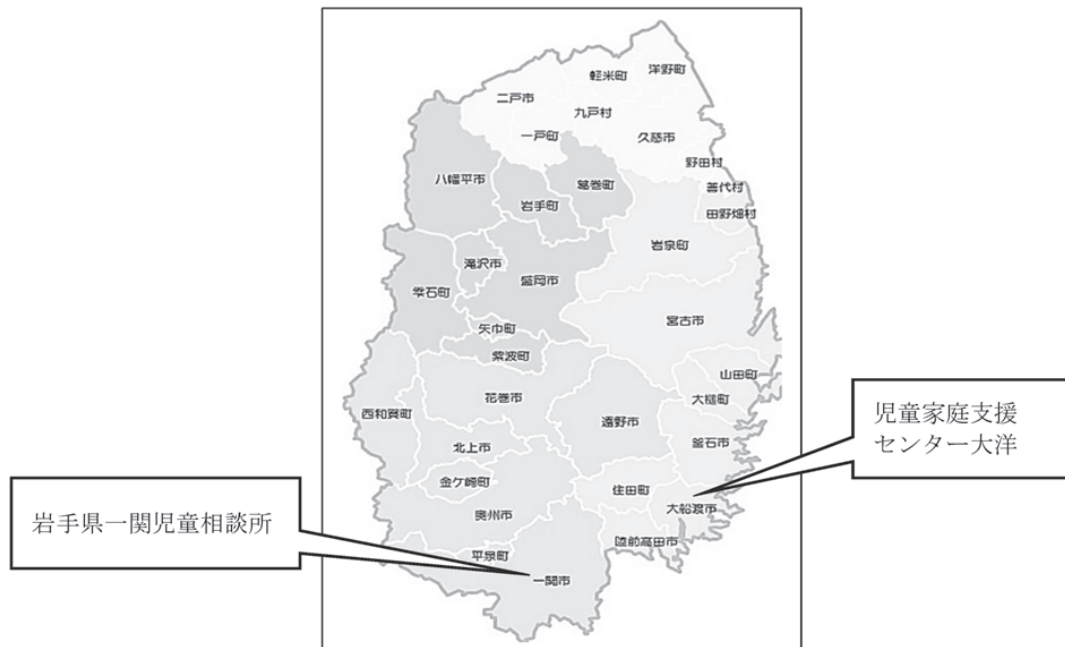 洋野町
軽米町
二戸市
九戸村
一戸町
久慈市
野田村
普代村
八幡平市
葛巻町
岩手町
田野畑村
岩泉町
滝沢市
雫石町
盛岡市
宮古市
矢巾町
紫波町
山田町
花巻市
大槌町
西和賀町
遠野市
児童家庭支援
センター大洋
北上市
釜石市
金ケ崎町
住田町
大船渡市
奥州市
岩手県一関児童相談所
陸前高田市
平泉町
一関市